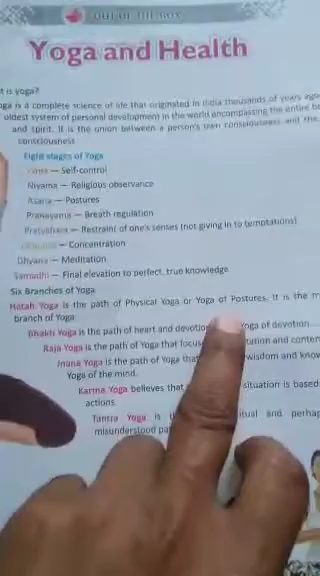 OUT OF THE BOX
Yoga and Health
t is yoga?
ga is a complete science of life that originated in India thousands of years ago
oldest system of personal development in the world encompassing the entire
and spirit. It is the union between a person's own consciousness and the
consciousness
Eight stages of Yoga
Yama — Self-control
Niyama — Religious observance
Asana — Postures
Pranayama — Breath regulation
Pratyahara — Restraint of one's senses (not giving in to temptations)
— Concentration
Dhyana — Meditation
Samadhi — Final elevation to perfect, true knowledge
Six Branches of Yoga
Hatah Yoga is the path of Physical Yoga or Yoga of Postures. It is the m
branch of Yoga.
Bhakti Yoga is the path of heart and devotio Yoga of devotion
Raja Yoga is the path of Yoga that focus tation and conten
Jnana Yoga is the path of Yoga that wisdom and know
Yoga of the mind.
Karma Yoga believes that situation is based
actions.
Tantra Yoga is itual and perhap
misunderstood pa